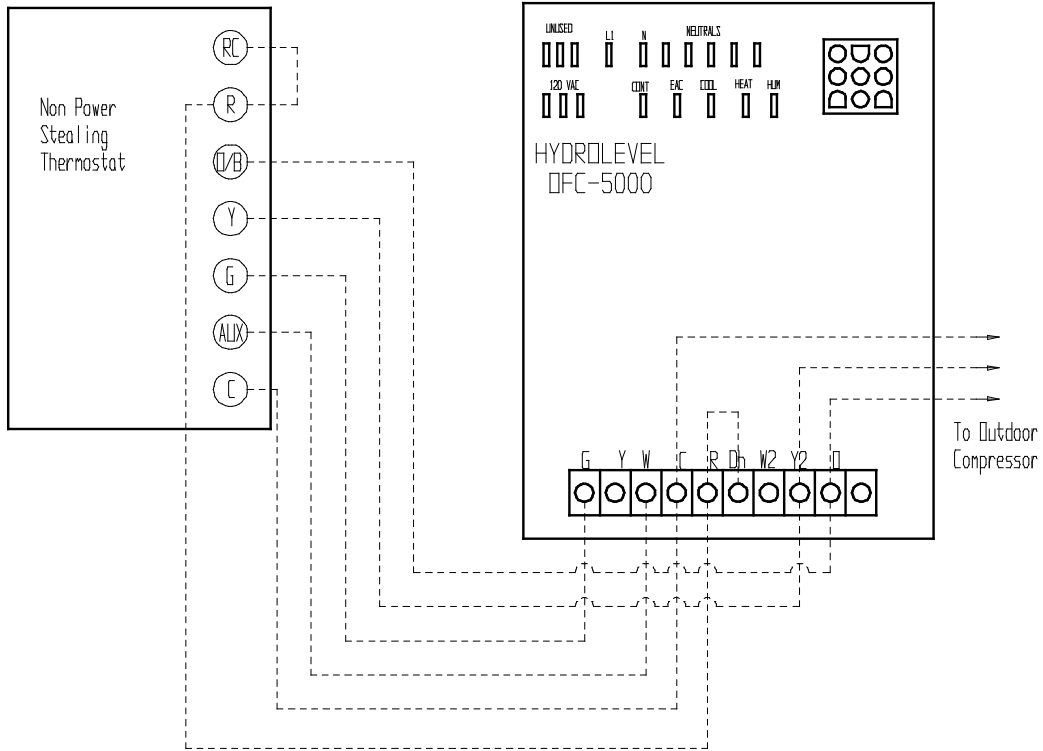 RC
R
O/B
Y
G
AUX
C
Non Power
Stealing
Thermostat
UNUSED L1 N NEUTRALS
120 VAC CONT EAC COOL HEAT HUM
HYDROLEVEL
OFC-5000
G Y W C R Dh W2 Y2 O
To Outdoor
Compressor